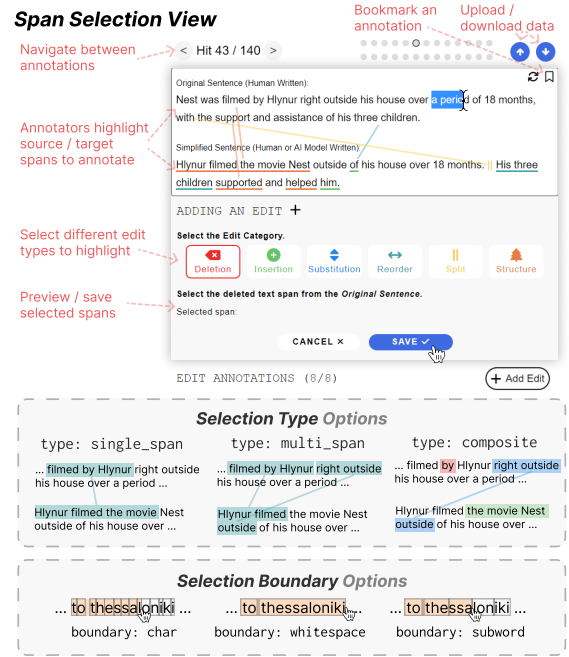 Span Selection View
Bookmark an
annotation
Upload /
download data
Navigate between
annotations
< Hit 43 / 140 >
Original Sentence (Human Written):
Nest was filmed by Hlynur right outside his house over a period of 18 months,
with the support and assistance of his three children.
Annotators highlight
source / target
spans to annotate
Simplified Sentence (Human or AI Model Written):
Hlynur filmed the movie Nest outside of his house over 18 months. || His three
children supported and helped him.
ADDING AN EDIT +
Select different edit
types to highlight
Select the Edit Category.
Deletion Insertion Substitution Reorder Split Structure
Preview / save
selected spans
Select the deleted text span from the Original Sentence.
Selected span:
CANCEL × SAVE ✓
EDIT ANNOTATIONS (8/8)
+ Add Edit
Selection Type Options
type: single_span
... filmed by Hlynur right outside
his house over a period ...
Hlynur filmed the movie Nest
outside of his house over ...
type: multi_span
... filmed by Hlynur right outside
his house over a period ...
Hlynur filmed the movie Nest
outside of his house over ...
type: composite
... filmed by Hlynur right outside
his house over a period ...
Hlynur filmed the movie Nest
outside of his house over ...
Selection Boundary Options
... to thessaloniki ...
boundary: char
... to thessaloniki ...
boundary: whitespace
... to thessaloniki ...
boundary: subword